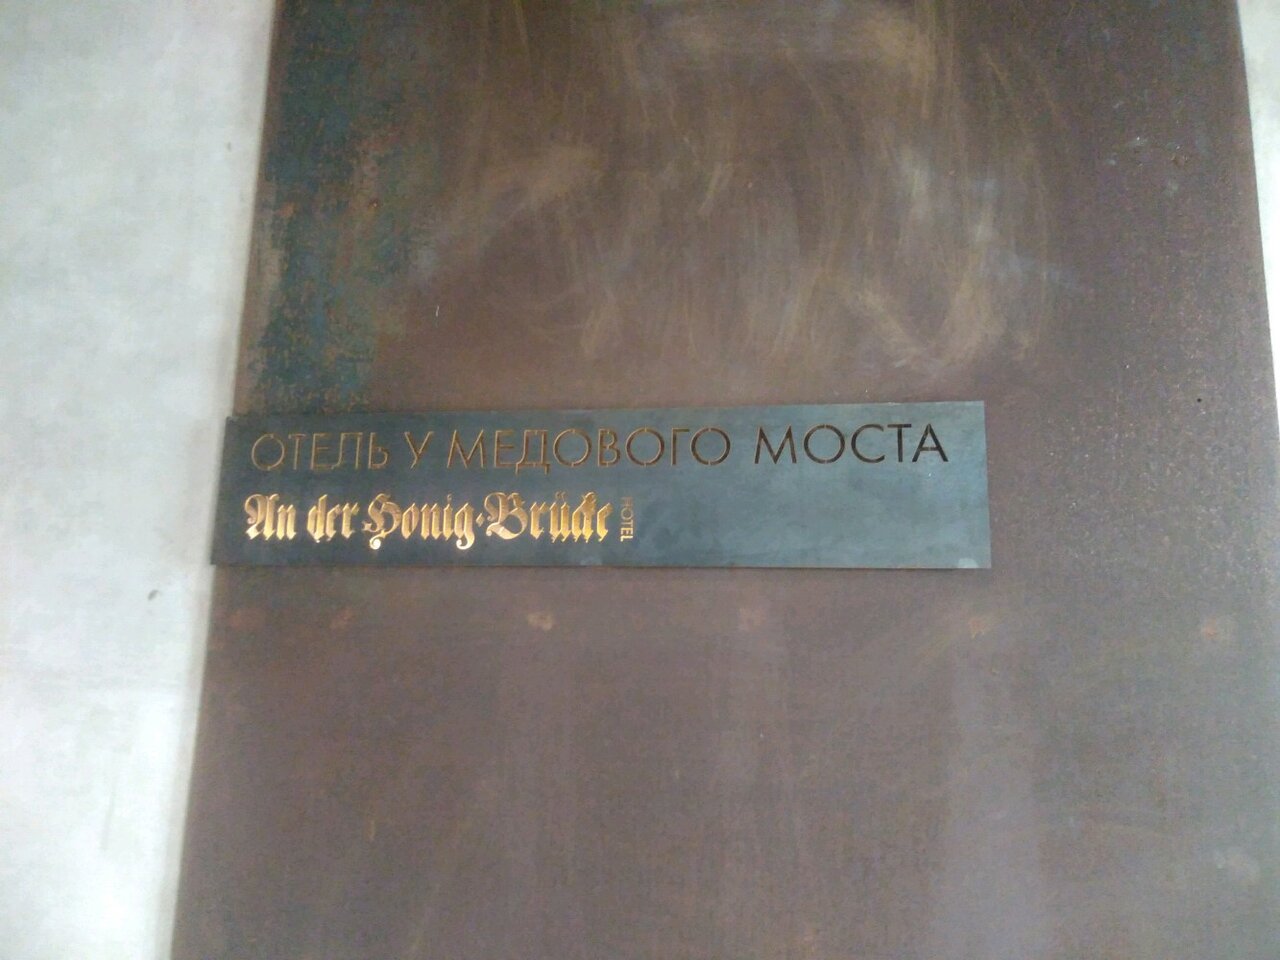 ОТЕЛЬ У МЕДОВОГО МОСТА
An der Honig-Brücke HOTEL